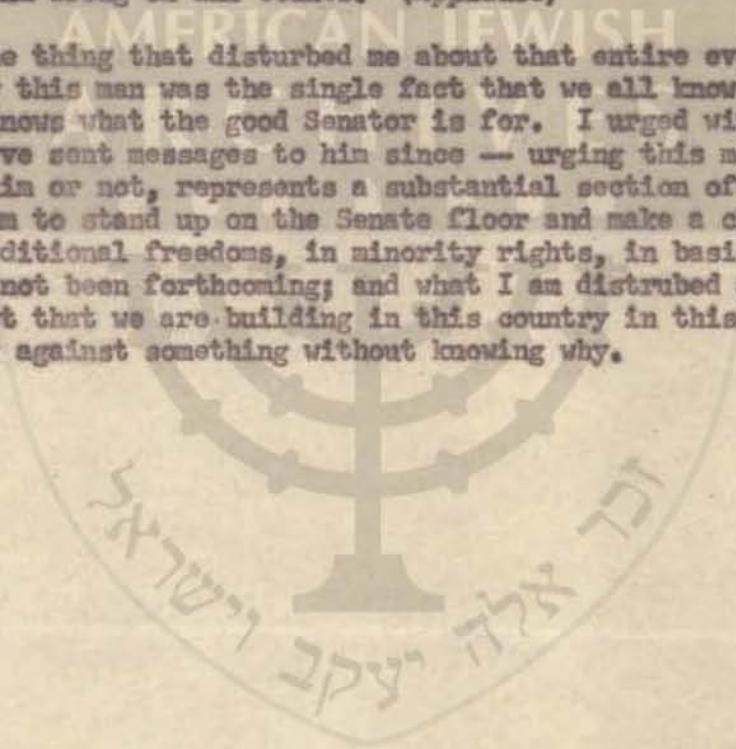 (Applause)
AMERICAN JEWISH
e thing that disturbed me about that entire ev
this man was the single fact that we all know
ARCHIVES
nows what the good Senator is for. I urged wi
ve sent messages to him since — urging this m
im or not, represents a substantial section of
m to stand up on the Senate floor and make a c
ditional freedoms, in minority rights, in basi
not been forthcoming; and what I am distrubed
t that we are building in this country in this
against something without knowing why.
זכר אלה יעקב וישראל